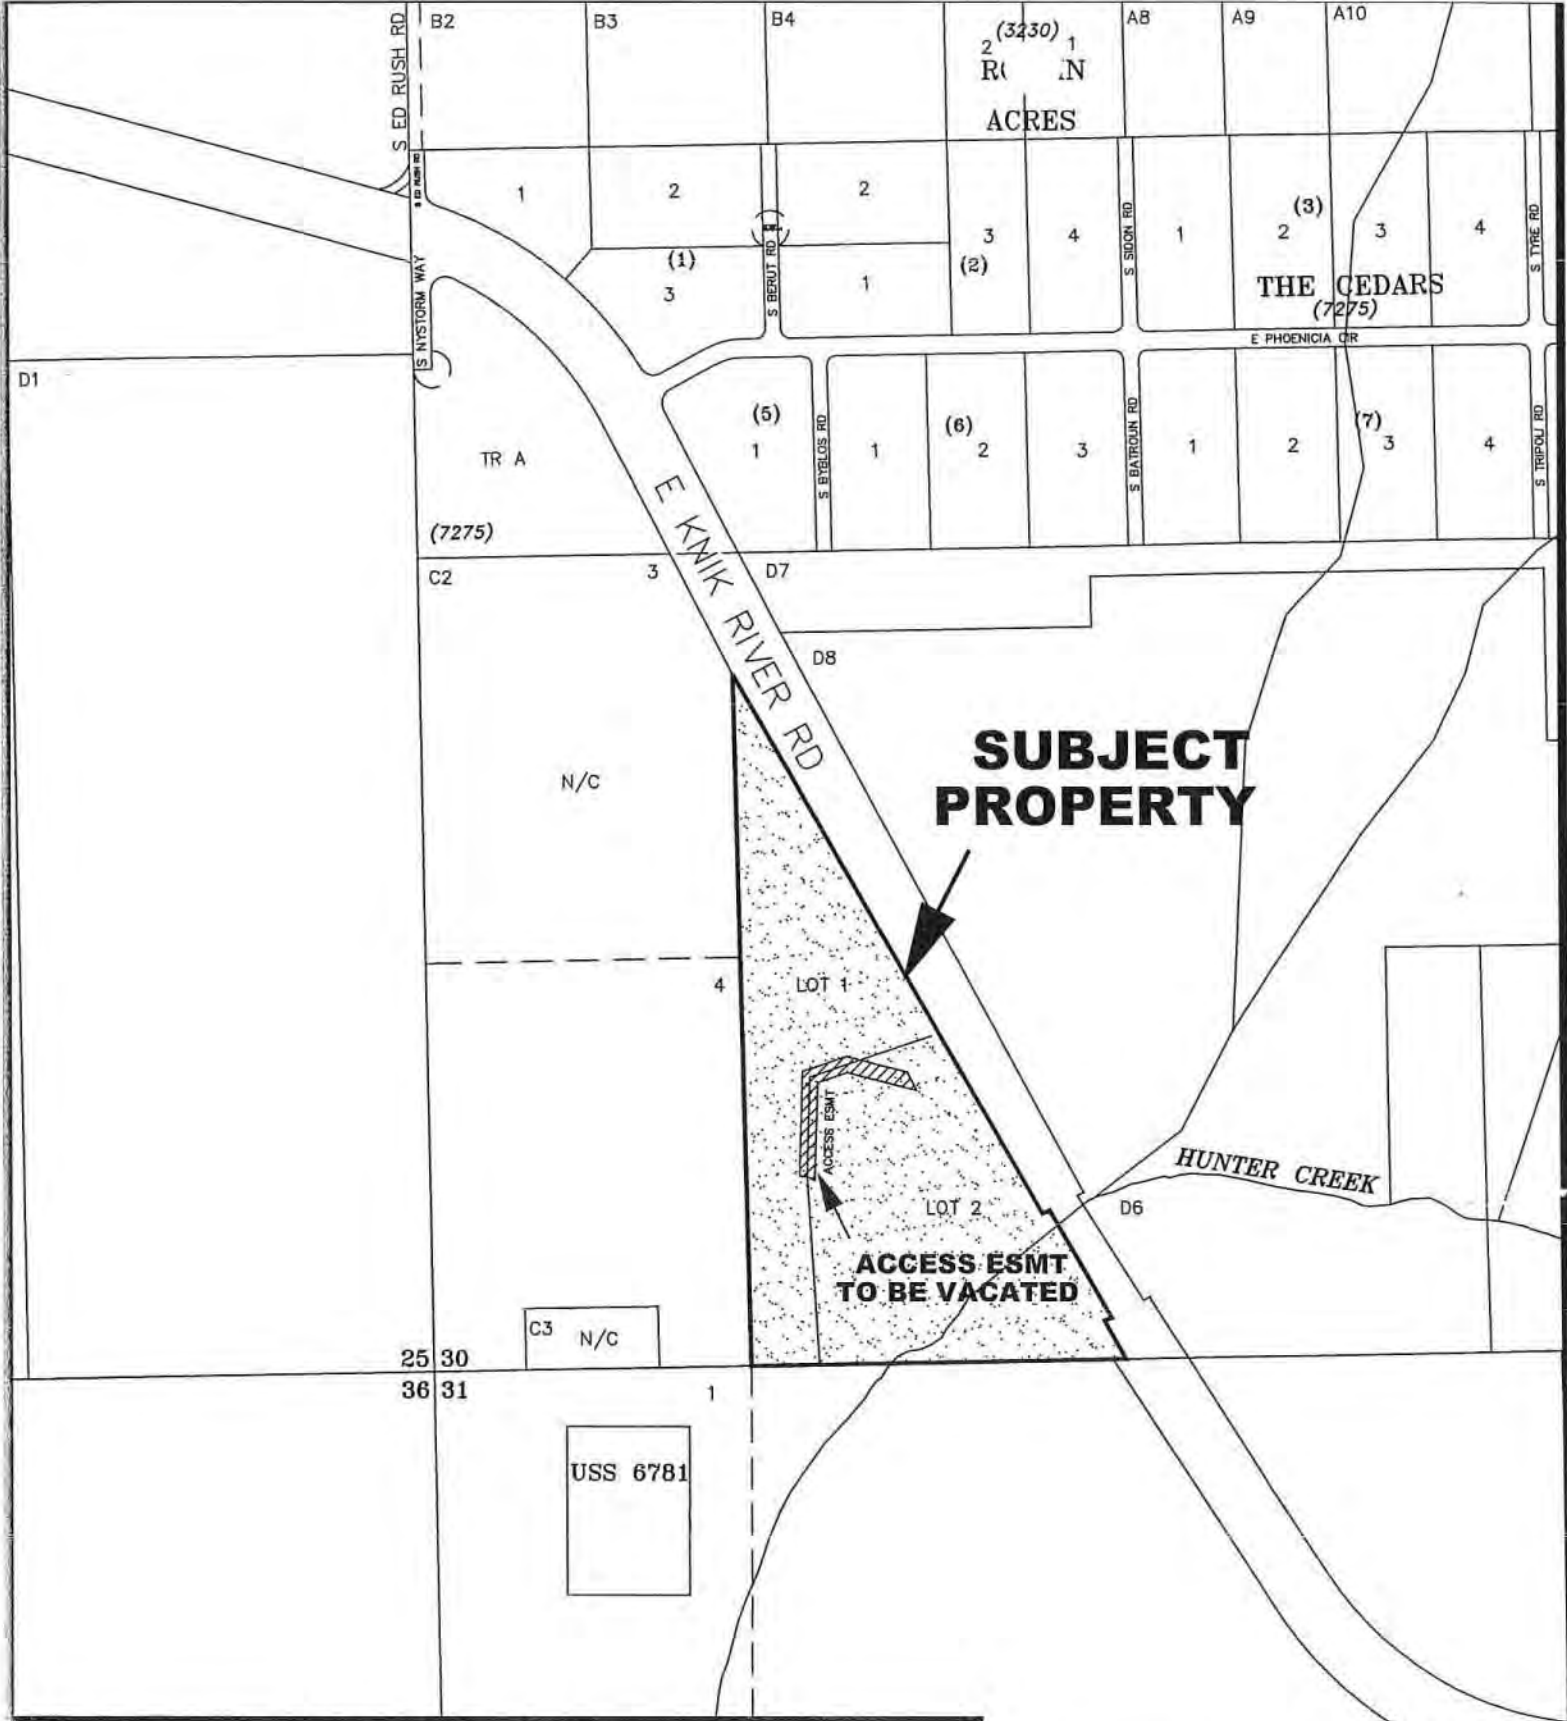 S ED RUSH RD
B2
B3
B4
(3230)
2
1
ACRES
A8
A9
A10
S ED RUSH RD
1
2
2
3
4
S SIDON RD
1
2
(3)
3
4
S TYRE RD
(1)
3
S BERUT RD
1
(2)
THE CEDARS
(7275)
S NYSTORM WAY
E PHOENICIA CIR
D1
TR A
(7275)
(5)
1
S BYBLOS RD
1
(6)
2
3
S BATROUN RD
1
2
(7)
3
4
S TRIPOLI RD
E KNIK RIVER RD
C2
3
D7
D8
N/C
SUBJECT
PROPERTY
4
LOT 1
ACCESS ESMT
HUNTER CREEK
LOT 2
D6
ACCESS ESMT
TO BE VACATED
C3
N/C
25 30
36 31
1
USS 6781